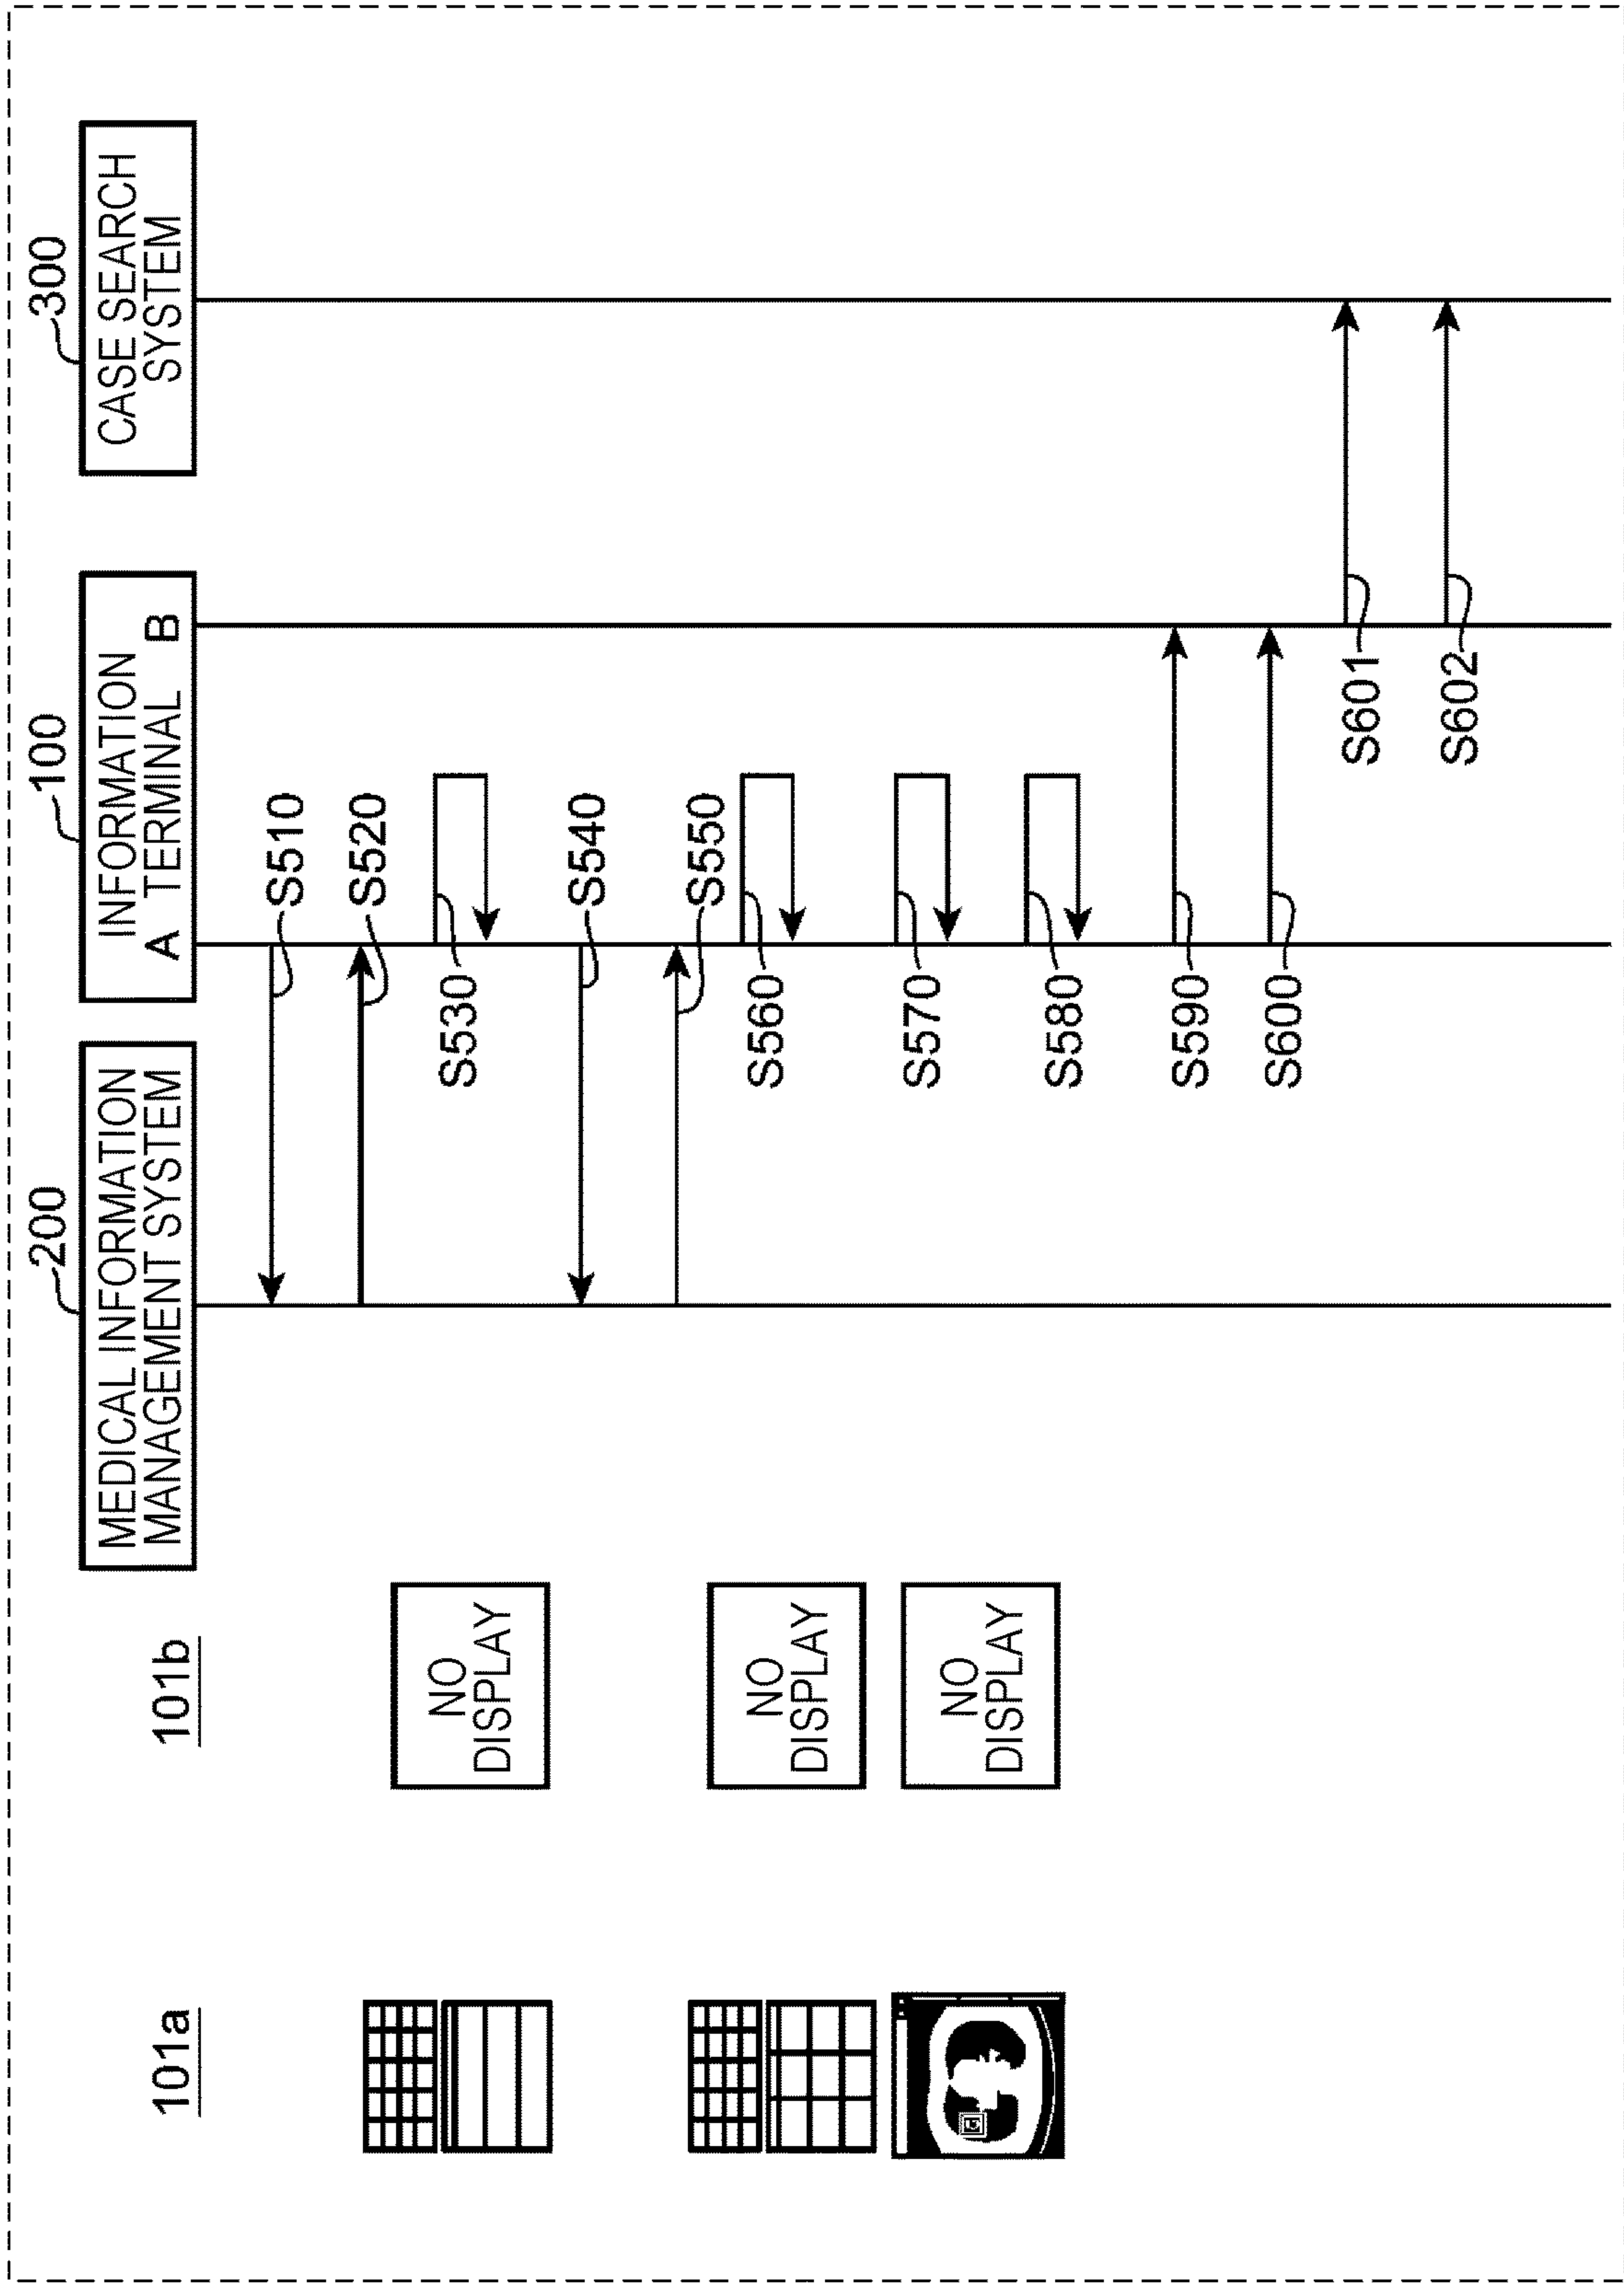 101a
101b
200
MEDICAL INFORMATION
MANAGEMENT SYSTEM
100
INFORMATION
A TERMINAL B
300
CASE SEARCH
SYSTEM
S510
S520
NO
DISPLAY
S530
S540
S550
NO
DISPLAY
S560
NO
DISPLAY
S570
S580
S590
S600
S601
S602